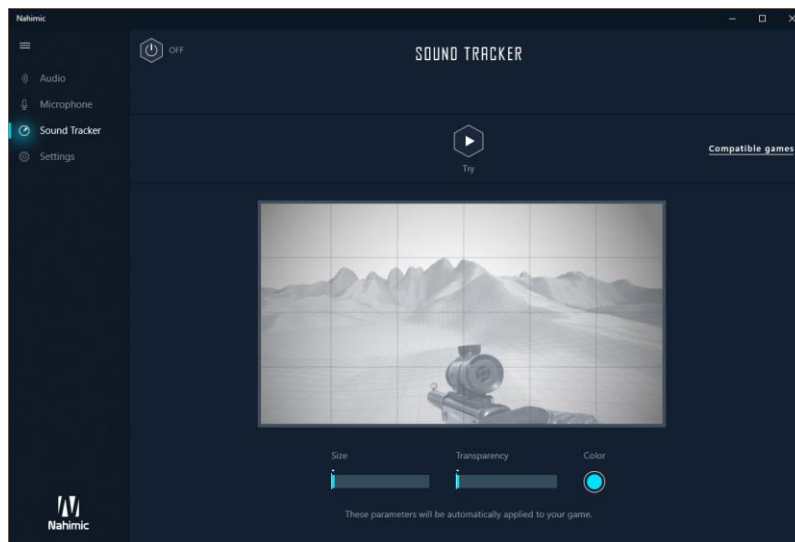 Nahimic
OFF
SOUND TRACKER
Audio
Microphone
Sound Tracker
Settings
Try
Compatible games
Size
Transparency
Color
These parameters will be automatically applied to your game.
Nahimic